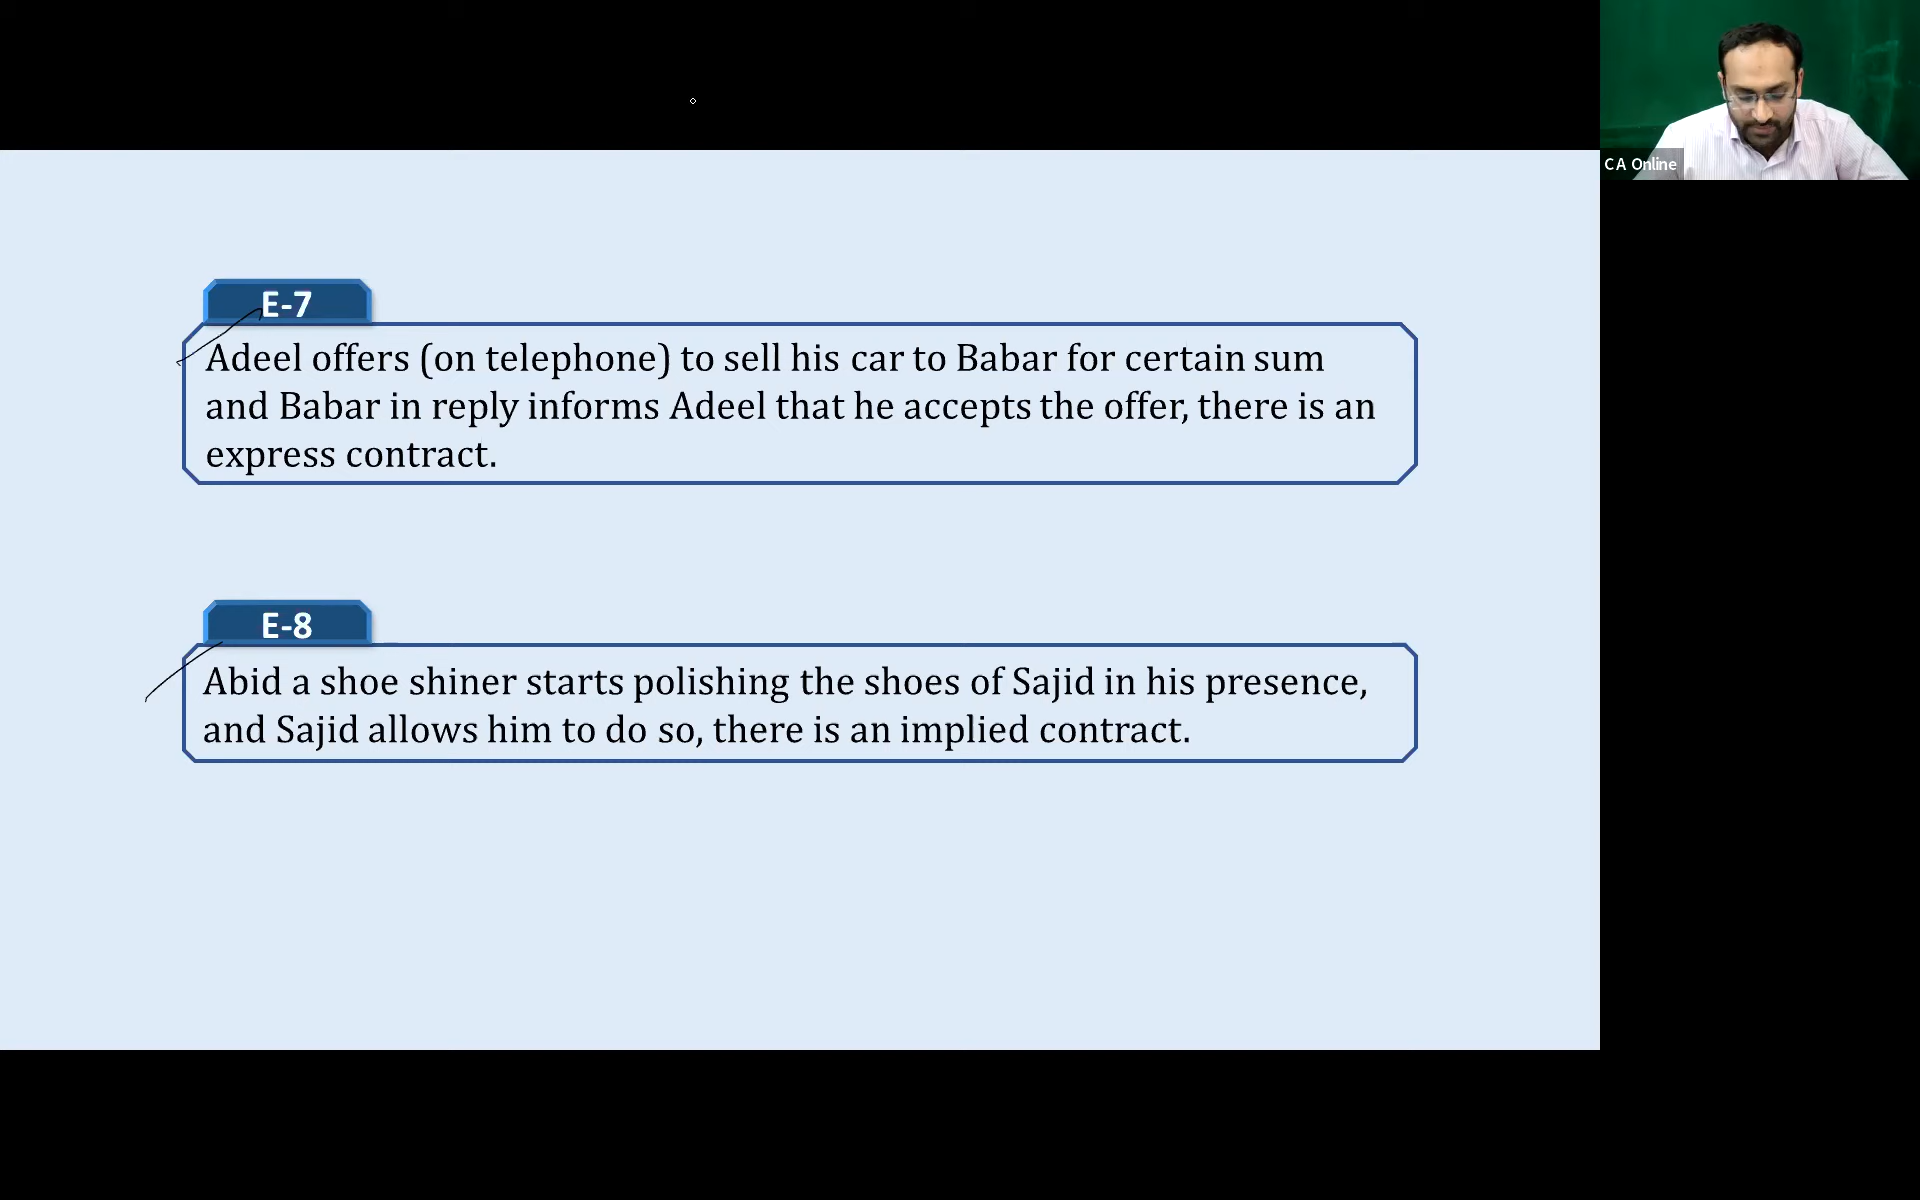 CA Online
E-7
Adeel offers (on telephone) to sell his car to Babar for certain sum
and Babar in reply informs Adeel that he accepts the offer, there is an
express contract.
E-8
Abid a shoe shiner starts polishing the shoes of Sajid in his presence,
and Sajid allows him to do so, there is an implied contract.